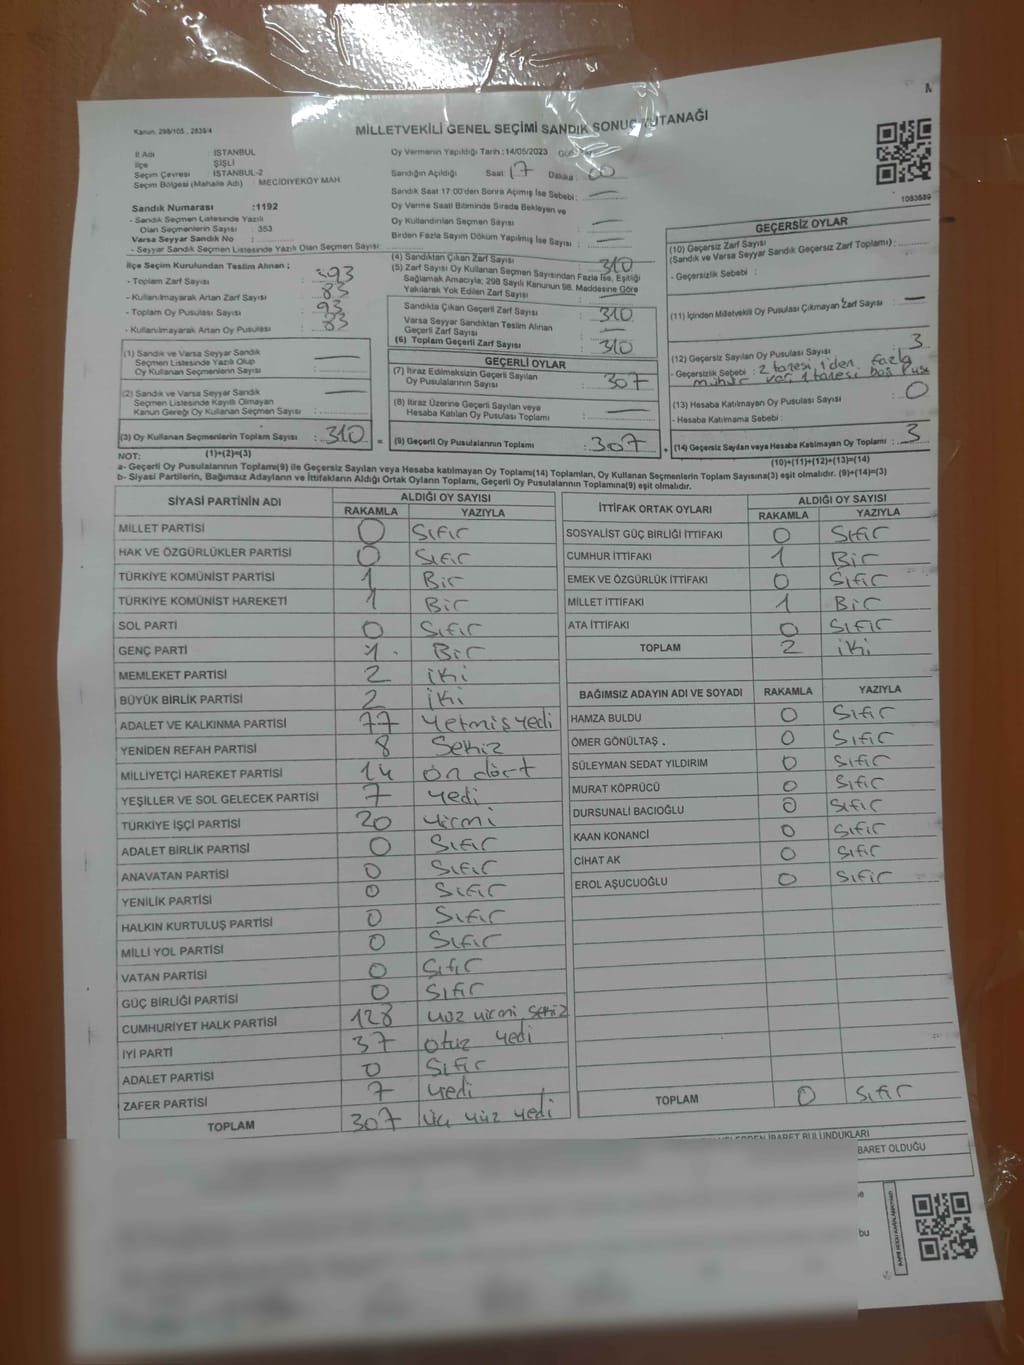 Kanun. 298/105 , 2839/4
MİLLETVEKİLİ GENEL SEÇİMİ SANDIK SONUÇ TUTANAĞI
İl Adı : İSTANBUL
İlçe : ŞİŞLİ
Seçim Çevresi : İSTANBUL-2
Seçim Bölgesi (Mahalle Adı) : MECİDİYEKÖY MAH
Sandık Numarası :1192
- Sandık Seçmen Listesinde Yazılı
Olan Seçmenlerin Sayısı : 353
Varsa Seyyar Sandık No :
- Seyyar Sandık Seçmen Listesinde Yazılı Olan Seçmen Sayısı:
Oy Vermenin Yapıldığı Tarih : 14/05/2023
Sandığın Açıldığı Saat : 17 Dakika : 00
Sandık Saat 17:00'den Sonra Açımış İse Sebebi : —
Oy Verme Saati Bitiminde Sırada Bekleyen ve
Oy Kullandırılan Seçmen Sayısı : —
Birden Fazla Sayım Döküm Yapılmış İse Sayısı : —
1083689
İlçe Seçim Kurulundan Teslim Alınan ;
- Toplam Zarf Sayısı : 393
- Kullanılmayarak Artan Zarf Sayısı : 83
- Toplam Oy Pusulası Sayısı : 93
- Kullanılmayarak Artan Oy Pusulası : 83
(1) Sandık ve Varsa Seyyar Sandık
Seçmen Listesinde Yazılı Olup
Oy Kullanan Seçmenlerin Sayısı : —
(2) Sandık ve Varsa Seyyar Sandık
Seçmen Listesinde Kayıtlı Olmayan
Kanun Gereği Oy Kullanan Seçmen Sayısı : —
(3) Oy Kullanan Seçmenlerin Toplam Sayısı : 310 =
(4) Sandıktan Çıkan Zarf Sayısı : 310
(5) Zarf Sayısı Oy Kullanan Seçmen Sayısından Fazla İse, Eşitliği
Sağlamak Amacıyla, 298 Sayılı Kanunun 98. Maddesine Göre
Yakılarak Yok Edilen Zarf Sayısı : —
Sandıkta Çıkan Geçerli Zarf Sayısı : 310
Varsa Seyyar Sandıktan Teslim Alınan
Geçerli Zarf Sayısı : —
(6) Toplam Geçerli Zarf Sayısı : 310
GEÇERLİ OYLAR
(7) İtiraz Edilmeksizin Geçerli Sayılan
Oy Pusulalarının Sayısı : 307
(8) İtiraz Üzerine Geçerli Sayılan veya
Hesaba Katılan Oy Pusulası Toplamı : —
(9) Geçerli Oy Pusulalarının Toplamı : 307 +
GEÇERSİZ OYLAR
(10) Geçersiz Zarf Sayısı
(Sandık ve Varsa Seyyar Sandık Geçersiz Zarf Toplamı) :
- Geçersizlik Sebebi :
(11) İçinden Milletvekili Oy Pusulası Çıkmayan Zarf Sayısı : —
(12) Geçersiz Sayılan Oy Pusulası Sayısı : 3
- Geçersizlik Sebebi : 2 tanesi 1'den fazla
mühür var, 1 tanesi boş pusu
(13) Hesaba Katılmayan Oy Pusulası Sayısı : 0
- Hesaba Katılmama Sebebi :
(14) Geçersiz Sayılan veya Hesaba Katılmayan Oy Toplamı : 3
NOT: (1)+(2)=(3)
(10)+(11)+(12)+(13)=(14)
a- Geçerli Oy Pusulalarının Toplamı(9) ile Geçersiz Sayılan veya Hesaba katılmayan Oy Toplamı(14) Toplamları, Oy Kullanan Seçmenlerin Toplam Sayısına(3) eşit olmalıdır. (9)+(14)=(3)
b- Siyasi Partilerin, Bağımsız Adayların ve İttifakların Aldığı Ortak Oyların Toplamı, Geçerli Oy Pusulalarının Toplamına(9) eşit olmalıdır.
SİYASİ PARTİNİN ADI ALDIĞI OY SAYISI
RAKAMLA YAZIYLA
MİLLET PARTİSİ 0 Sıfır
HAK VE ÖZGÜRLÜKLER PARTİSİ 0 Sıfır
TÜRKİYE KOMÜNİST PARTİSİ 1 Bir
TÜRKİYE KOMÜNİST HAREKETİ 1 Bir
SOL PARTİ 0 Sıfır
GENÇ PARTİ 1 Bir
MEMLEKET PARTİSİ 2 iki
BÜYÜK BİRLİK PARTİSİ 2 iki
ADALET VE KALKINMA PARTİSİ 77 yetmiş yedi
YENİDEN REFAH PARTİSİ 8 Sekiz
MİLLİYETÇİ HAREKET PARTİSİ 14 on dört
YEŞİLLER VE SOL GELECEK PARTİSİ 7 yedi
TÜRKİYE İŞÇİ PARTİSİ 20 yirmi
ADALET BİRLİK PARTİSİ 0 Sıfır
ANAVATAN PARTİSİ 0 Sıfır
YENİLİK PARTİSİ 0 Sıfır
HALKIN KURTULUŞ PARTİSİ 0 Sıfır
MİLLİ YOL PARTİSİ 0 Sıfır
VATAN PARTİSİ 0 Sıfır
GÜÇ BİRLİĞİ PARTİSİ 0 Sıfır
CUMHURİYET HALK PARTİSİ 128 yüz yirmi sekiz
İYİ PARTİ 37 otuz yedi
ADALET PARTİSİ 0 Sıfır
ZAFER PARTİSİ 7 yedi
TOPLAM 307 üç yüz yedi
İTTİFAK ORTAK OYLARI ALDIĞI OY SAYISI
RAKAMLA YAZIYLA
SOSYALİST GÜÇ BİRLİĞİ İTTİFAKI 0 Sıfır
CUMHUR İTTİFAKI 1 Bir
EMEK VE ÖZGÜRLÜK İTTİFAKI 0 Sıfır
MİLLET İTTİFAKI 1 Bir
ATA İTTİFAKI 0 Sıfır
TOPLAM 2 iki
BAĞIMSIZ ADAYIN ADI VE SOYADI RAKAMLA YAZIYLA
HAMZA BULDU 0 Sıfır
ÖMER GÖNÜLTAŞ . 0 Sıfır
SÜLEYMAN SEDAT YILDIRIM 0 Sıfır
MURAT KÖPRÜCÜ 0 Sıfır
DURSUNALİ BACIOĞLU 0 Sıfır
KAAN KONANCİ 0 Sıfır
CİHAT AK 0 Sıfır
EROL AŞUCUOĞLU 0 Sıfır
TOPLAM 0 Sıfır
İBARET BULUNDUKLARI
BARET OLDUĞU
bu